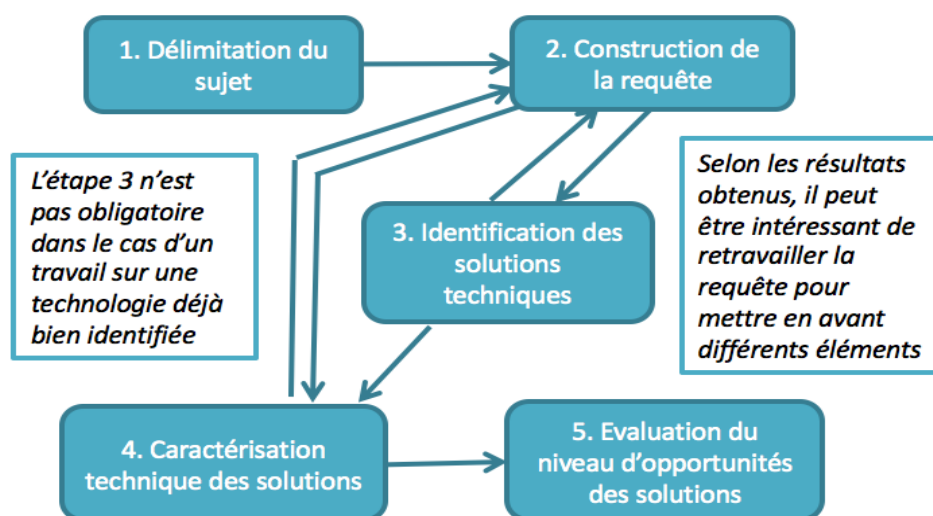 1. Délimitation du
sujet
2. Construction de
la requête
L'étape 3 n'est
pas obligatoire
dans le cas d'un
travail sur une
technologie déjà
bien identifiée
3. Identification des
solutions
techniques
Selon les résultats
obtenus, il peut
être intéressant de
retravailler la
requête pour
mettre en avant
différents éléments
4. Caractérisation
technique des solutions
5. Evaluation du
niveau d'opportunités
des solutions